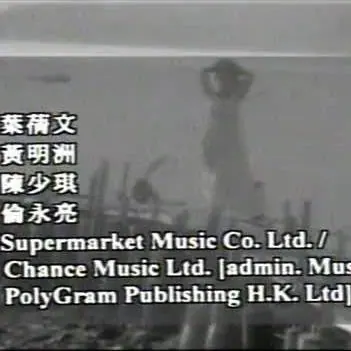 葉蒨文
黃明洲
陳少琪
倫永亮
Supermarket Music Co. Ltd. /
Chance Music Ltd. [admin. Mus
PolyGram Publishing H.K. Ltd]